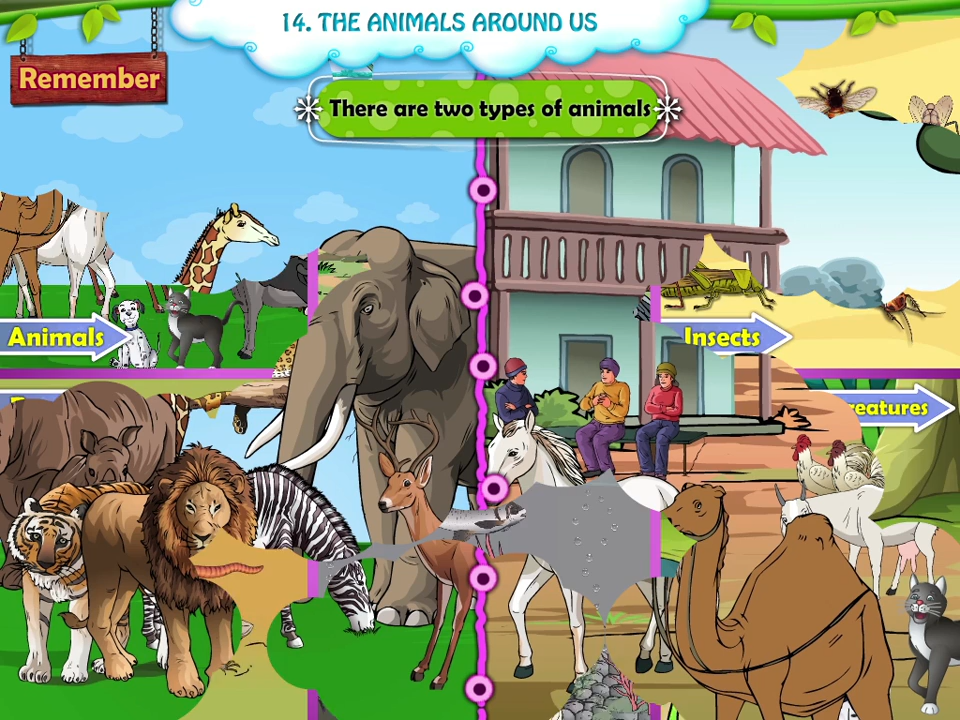 14. THE ANIMALS AROUND US
Remember
There are two types of animals
Animals
Insects